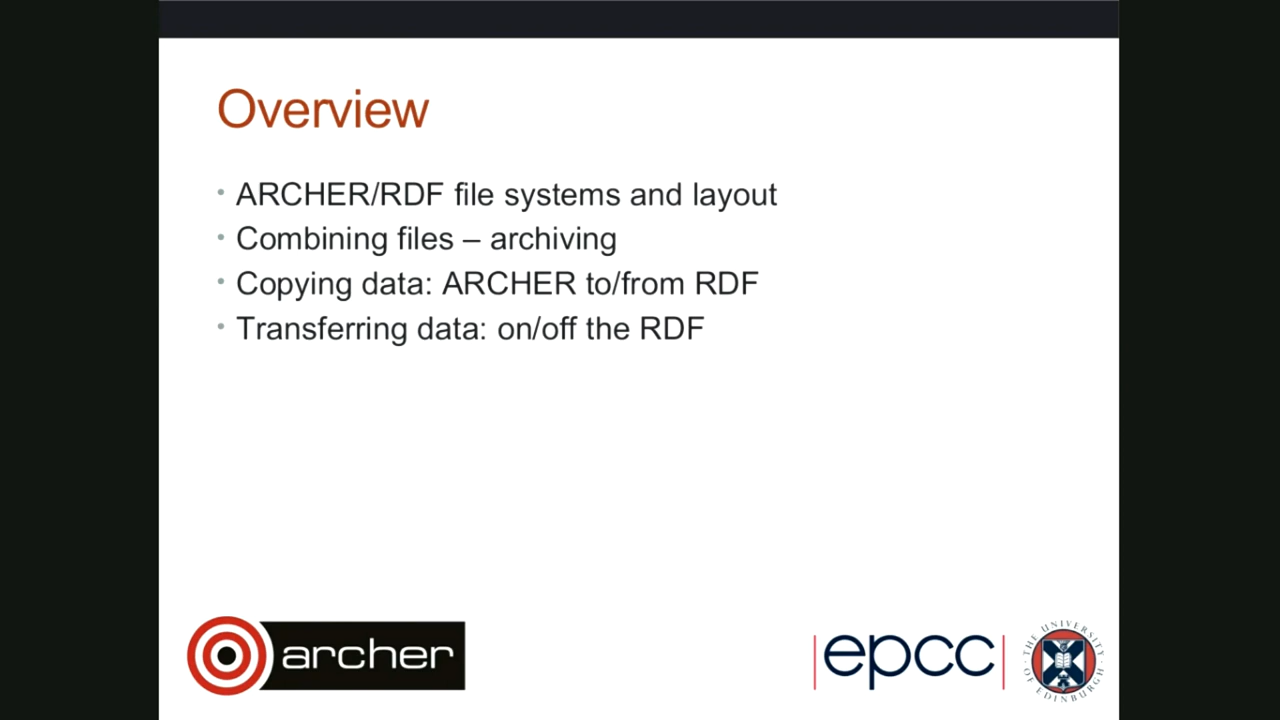 Overview
• ARCHER/RDF file systems and layout
• Combining files – archiving
• Copying data: ARCHER to/from RDF
• Transferring data: on/off the RDF
archer
|epcc|
THE UNIVERSITY OF EDINBURGH